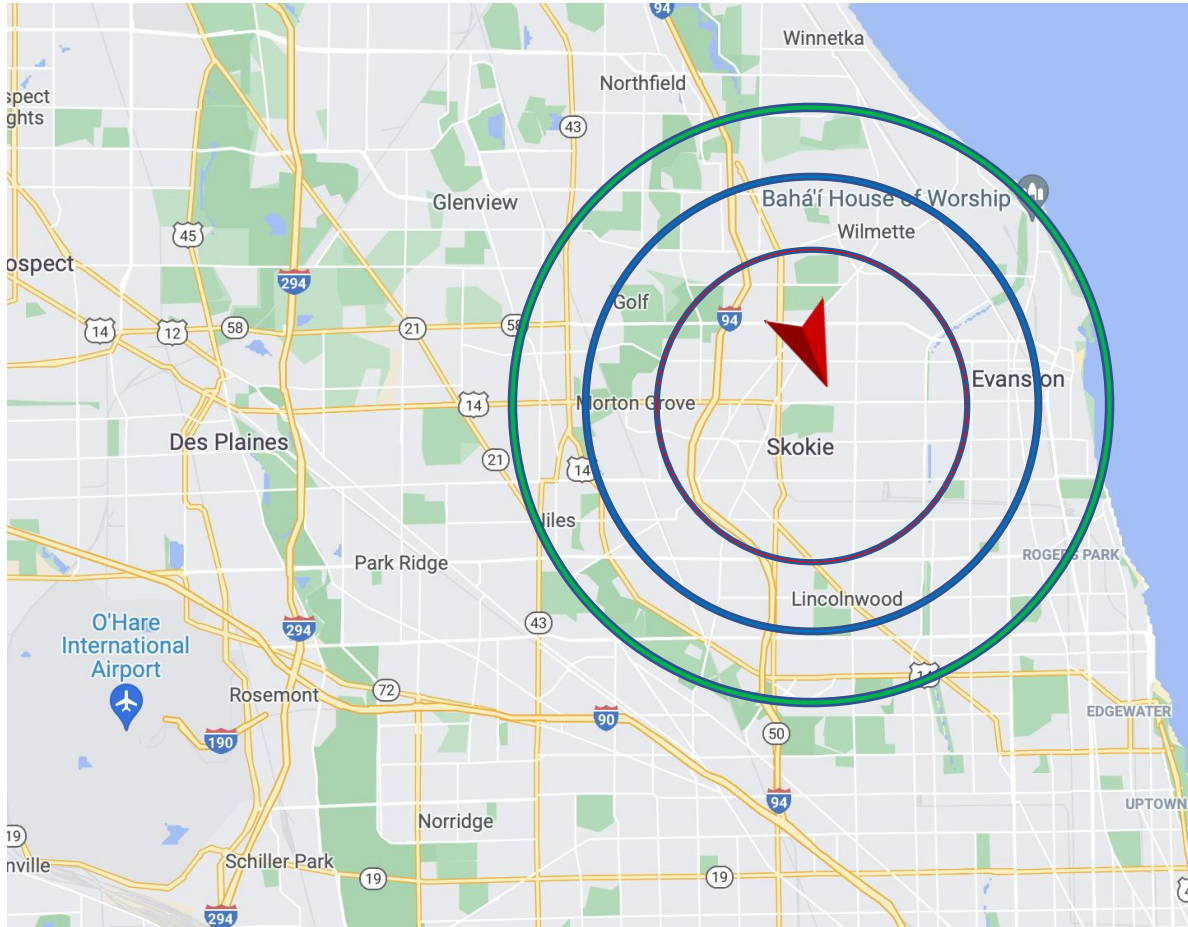 94
Winnetka
Northfield
spect
ghts
43
Bahá'í House of Worship
Glenview
Wilmette
45
ospect
294
Golf
94
14
12
58
21
58
Evanston
14
Morton Grove
Des Plaines
Skokie
21
14
Niles
Park Ridge
ROGERS PARK
Lincolnwood
O'Hare
International
Airport
294
43
14
72
Rosemont
90
EDGEWATER
190
50
94
UPTOWN
Norridge
19
nville
Schiller Park
19
19
294
4